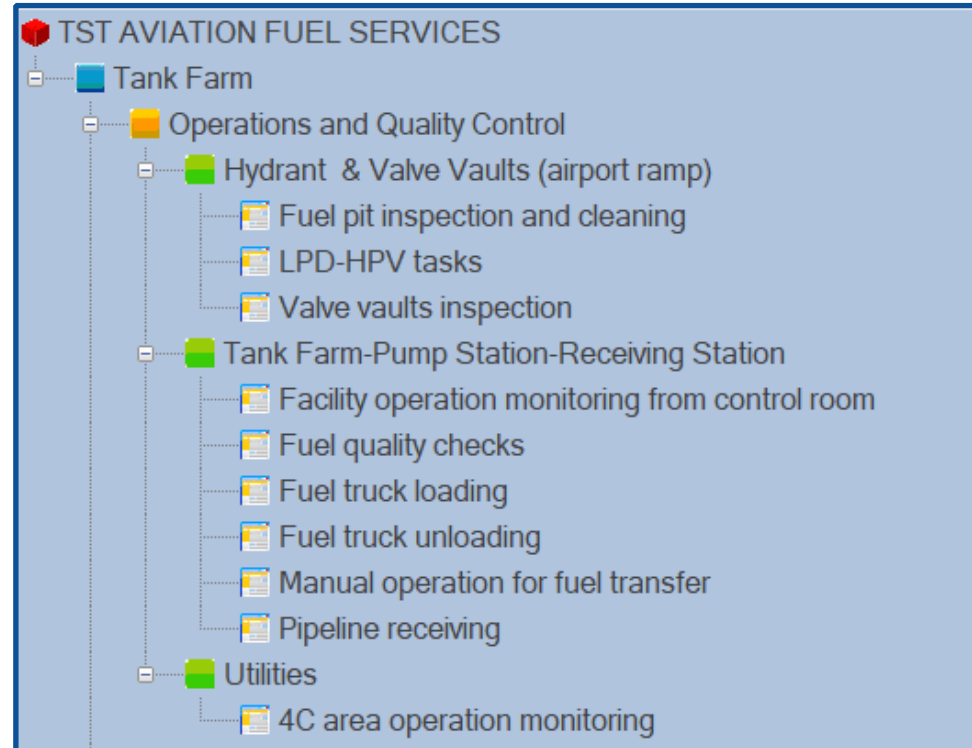 TST AVIATION FUEL SERVICES
Tank Farm
Operations and Quality Control
Hydrant & Valve Vaults (airport ramp)
Fuel pit inspection and cleaning
LPD-HPV tasks
Valve vaults inspection
Tank Farm-Pump Station-Receiving Station
Facility operation monitoring from control room
Fuel quality checks
Fuel truck loading
Fuel truck unloading
Manual operation for fuel transfer
Pipeline receiving
Utilities
4C area operation monitoring